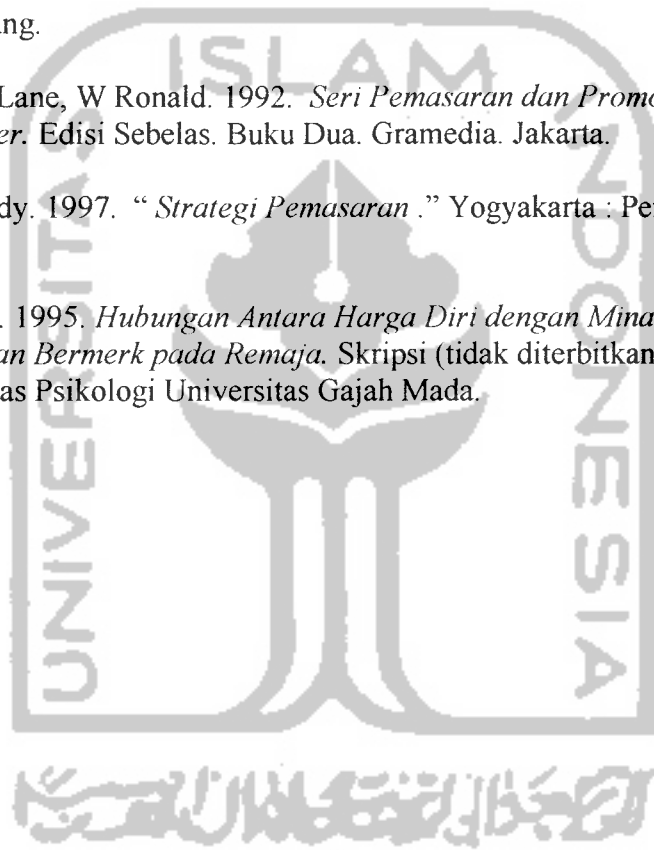 ng.
Lane, W Ronald. 1992. Seri Pemasaran dan Promo
er. Edisi Sebelas. Buku Dua. Gramedia. Jakarta.
dy. 1997. “ Strategi Pemasaran .” Yogyakarta : Pe
. 1995. Hubungan Antara Harga Diri dengan Mina
an Bermerk pada Remaja. Skripsi (tidak diterbitkan
as Psikologi Universitas Gajah Mada.
ISLAM
UNIVERSITAS
INDONESIA